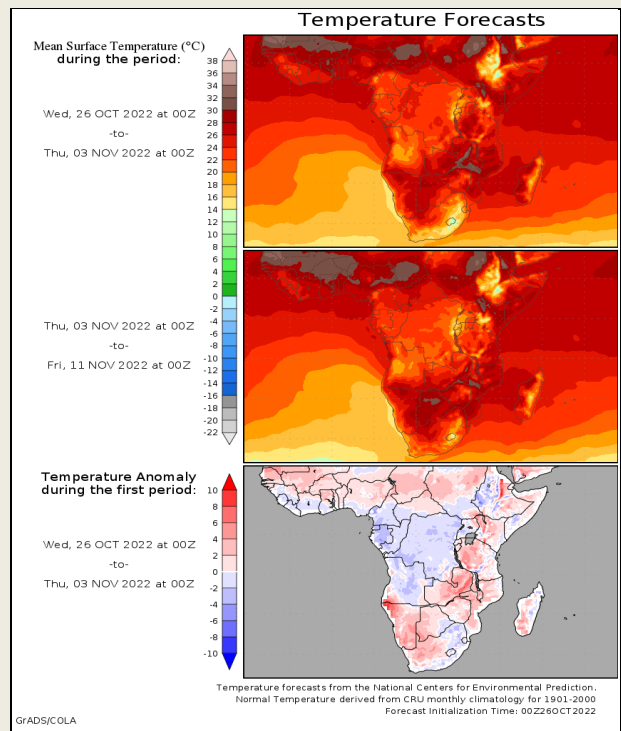 Temperature Forecasts
Mean Surface Temperature (°C)
during the period:
Wed, 26 OCT 2022 at 00Z
-to-
Thu, 03 NOV 2022 at 00Z
38
36
34
32
30
28
26
24
22
20
18
16
14
12
10
8
6
4
2
0
-2
-4
-6
-8
-10
-12
-14
-16
-18
-20
-22
Thu, 03 NOV 2022 at 00Z
-to-
Fri, 11 NOV 2022 at 00Z
Temperature Anomaly
during the first period:
Wed, 26 OCT 2022 at 00Z
-to-
Thu, 03 NOV 2022 at 00Z
10
8
6
4
2
0
-2
-4
-6
-8
-10
Temperature forecasts from the National Centers for Environmental Prediction.
Normal Temperature derived from CRU monthly climatology for 1901-2000
Forecast Initialization Time: 00Z26OCT2022
GrADS/COLA